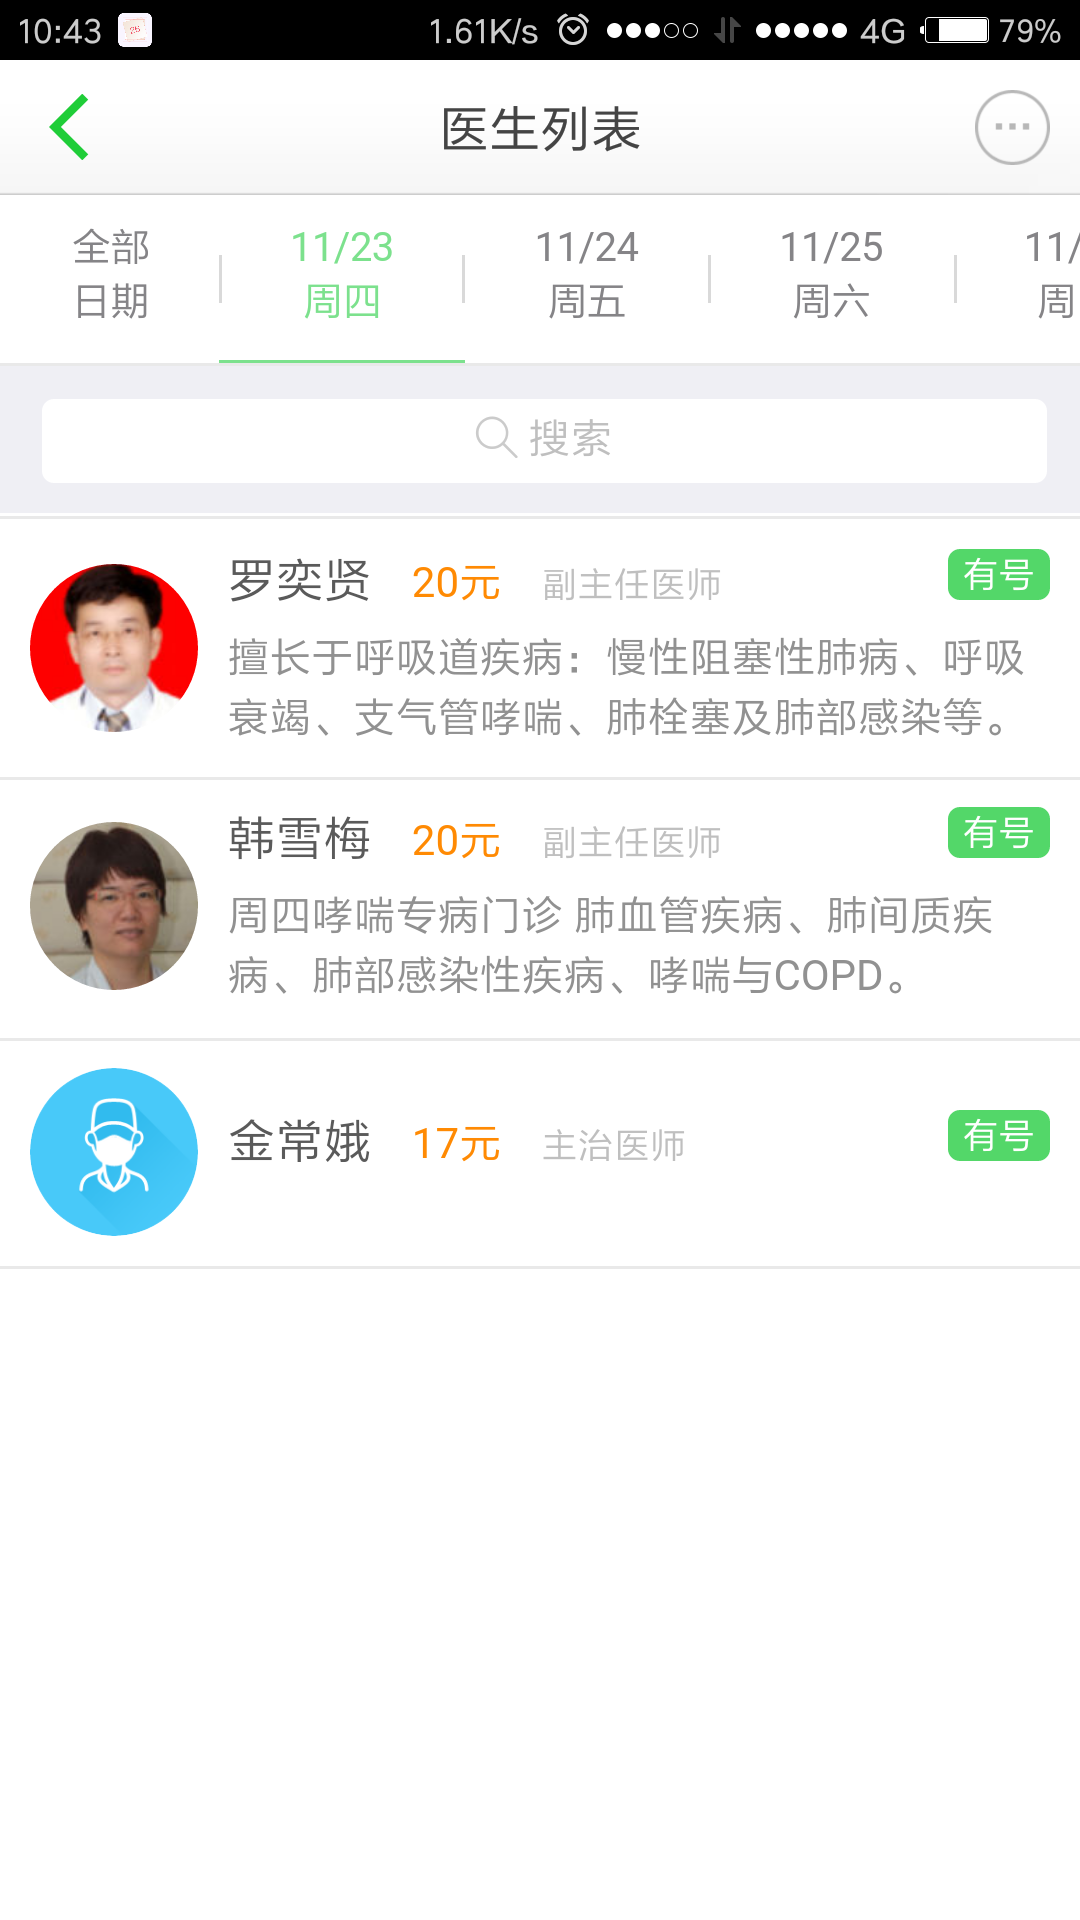 10:43 1.61K/s 4G 79%
医生列表
全部 11/23 11/24 11/25 11/
日期 周四 周五 周六 周
搜索
罗奕贤 20元 副主任医师 有号
擅长于呼吸道疾病：慢性阻塞性肺病、呼吸
衰竭、支气管哮喘、肺栓塞及肺部感染等。
韩雪梅 20元 副主任医师 有号
周四哮喘专病门诊 肺血管疾病、肺间质疾
病、肺部感染性疾病、哮喘与COPD。
金常娥 17元 主治医师 有号